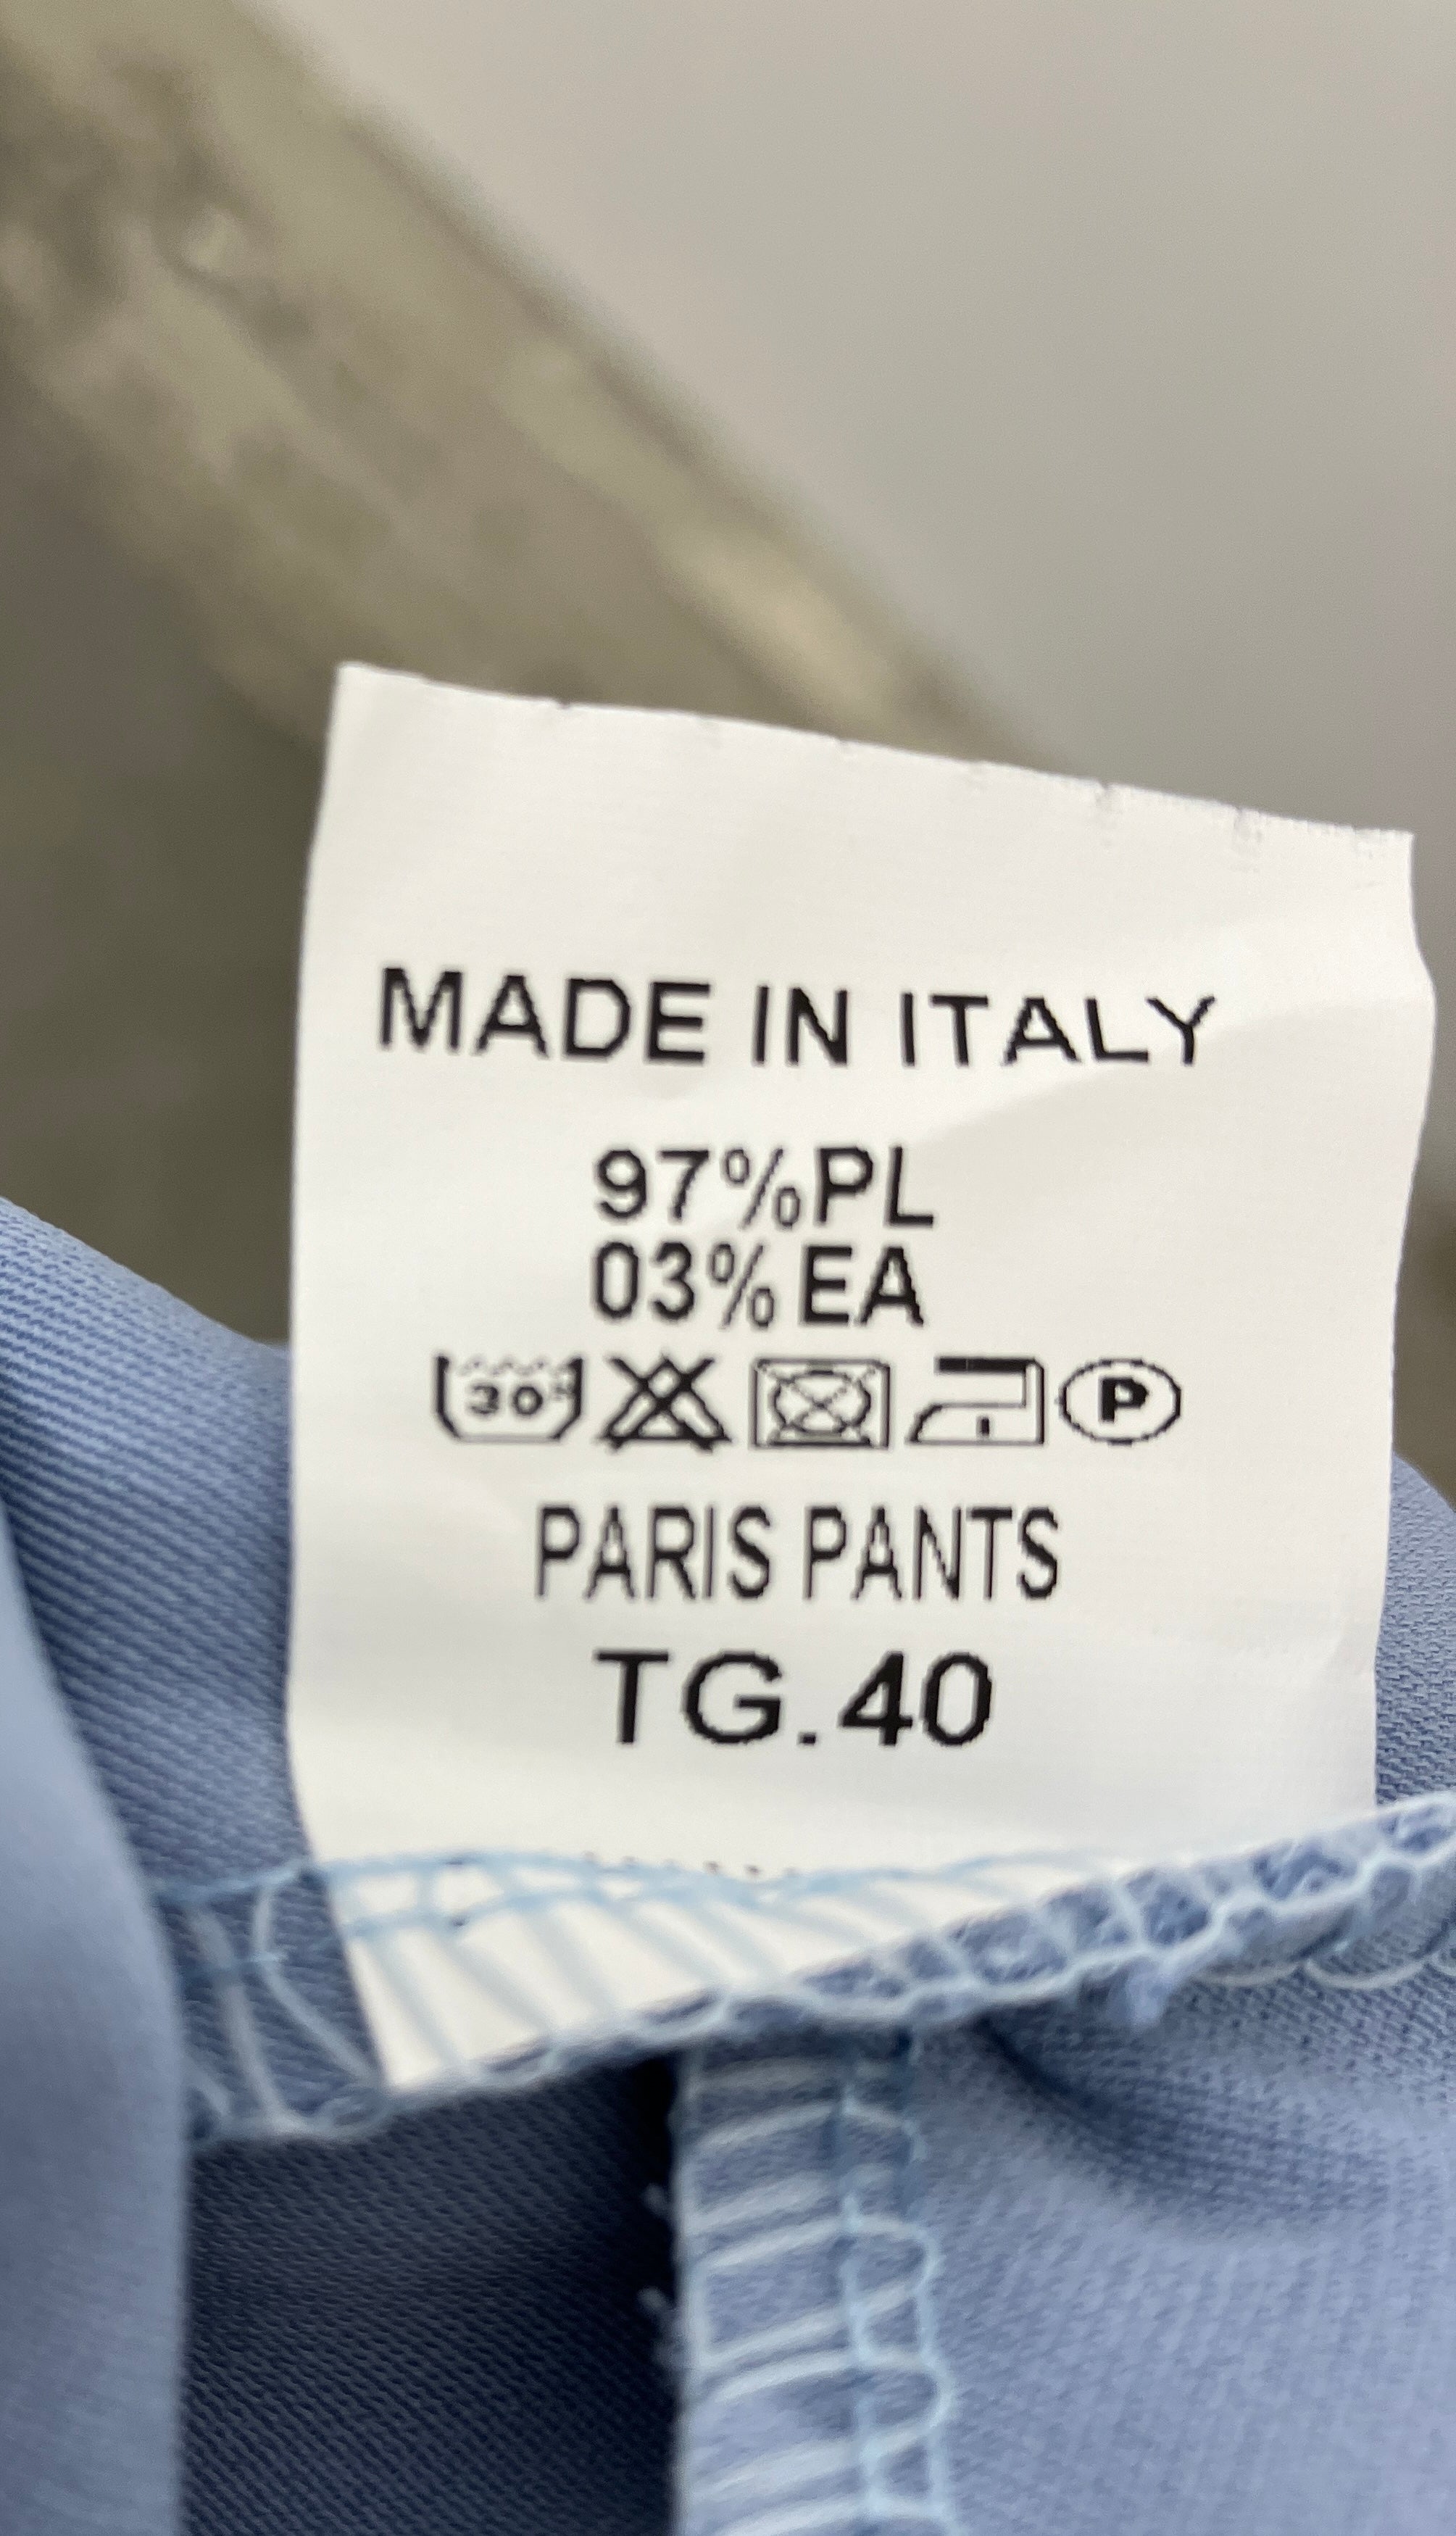 MADE IN ITALY
97%PL
03%EA
30 P
PARIS PANTS
TG.40